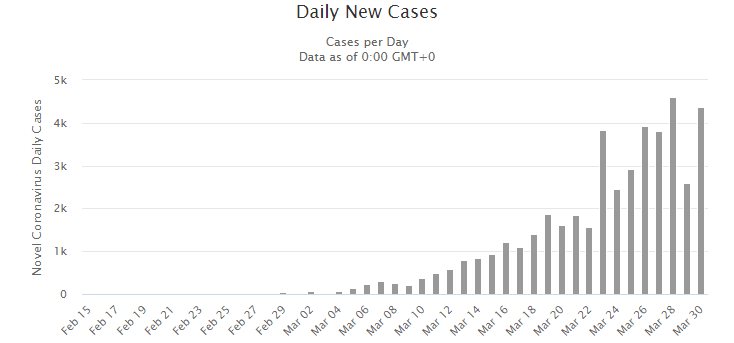 Daily New Cases
Cases per Day
Data as of 0:00 GMT+0
Novel Coronavirus Daily Cases
5k
4k
3k
2k
1k
0
Feb 15
Feb 17
Feb 19
Feb 21
Feb 23
Feb 25
Feb 27
Feb 29
Mar 02
Mar 04
Mar 06
Mar 08
Mar 10
Mar 12
Mar 14
Mar 16
Mar 18
Mar 20
Mar 22
Mar 24
Mar 26
Mar 28
Mar 30